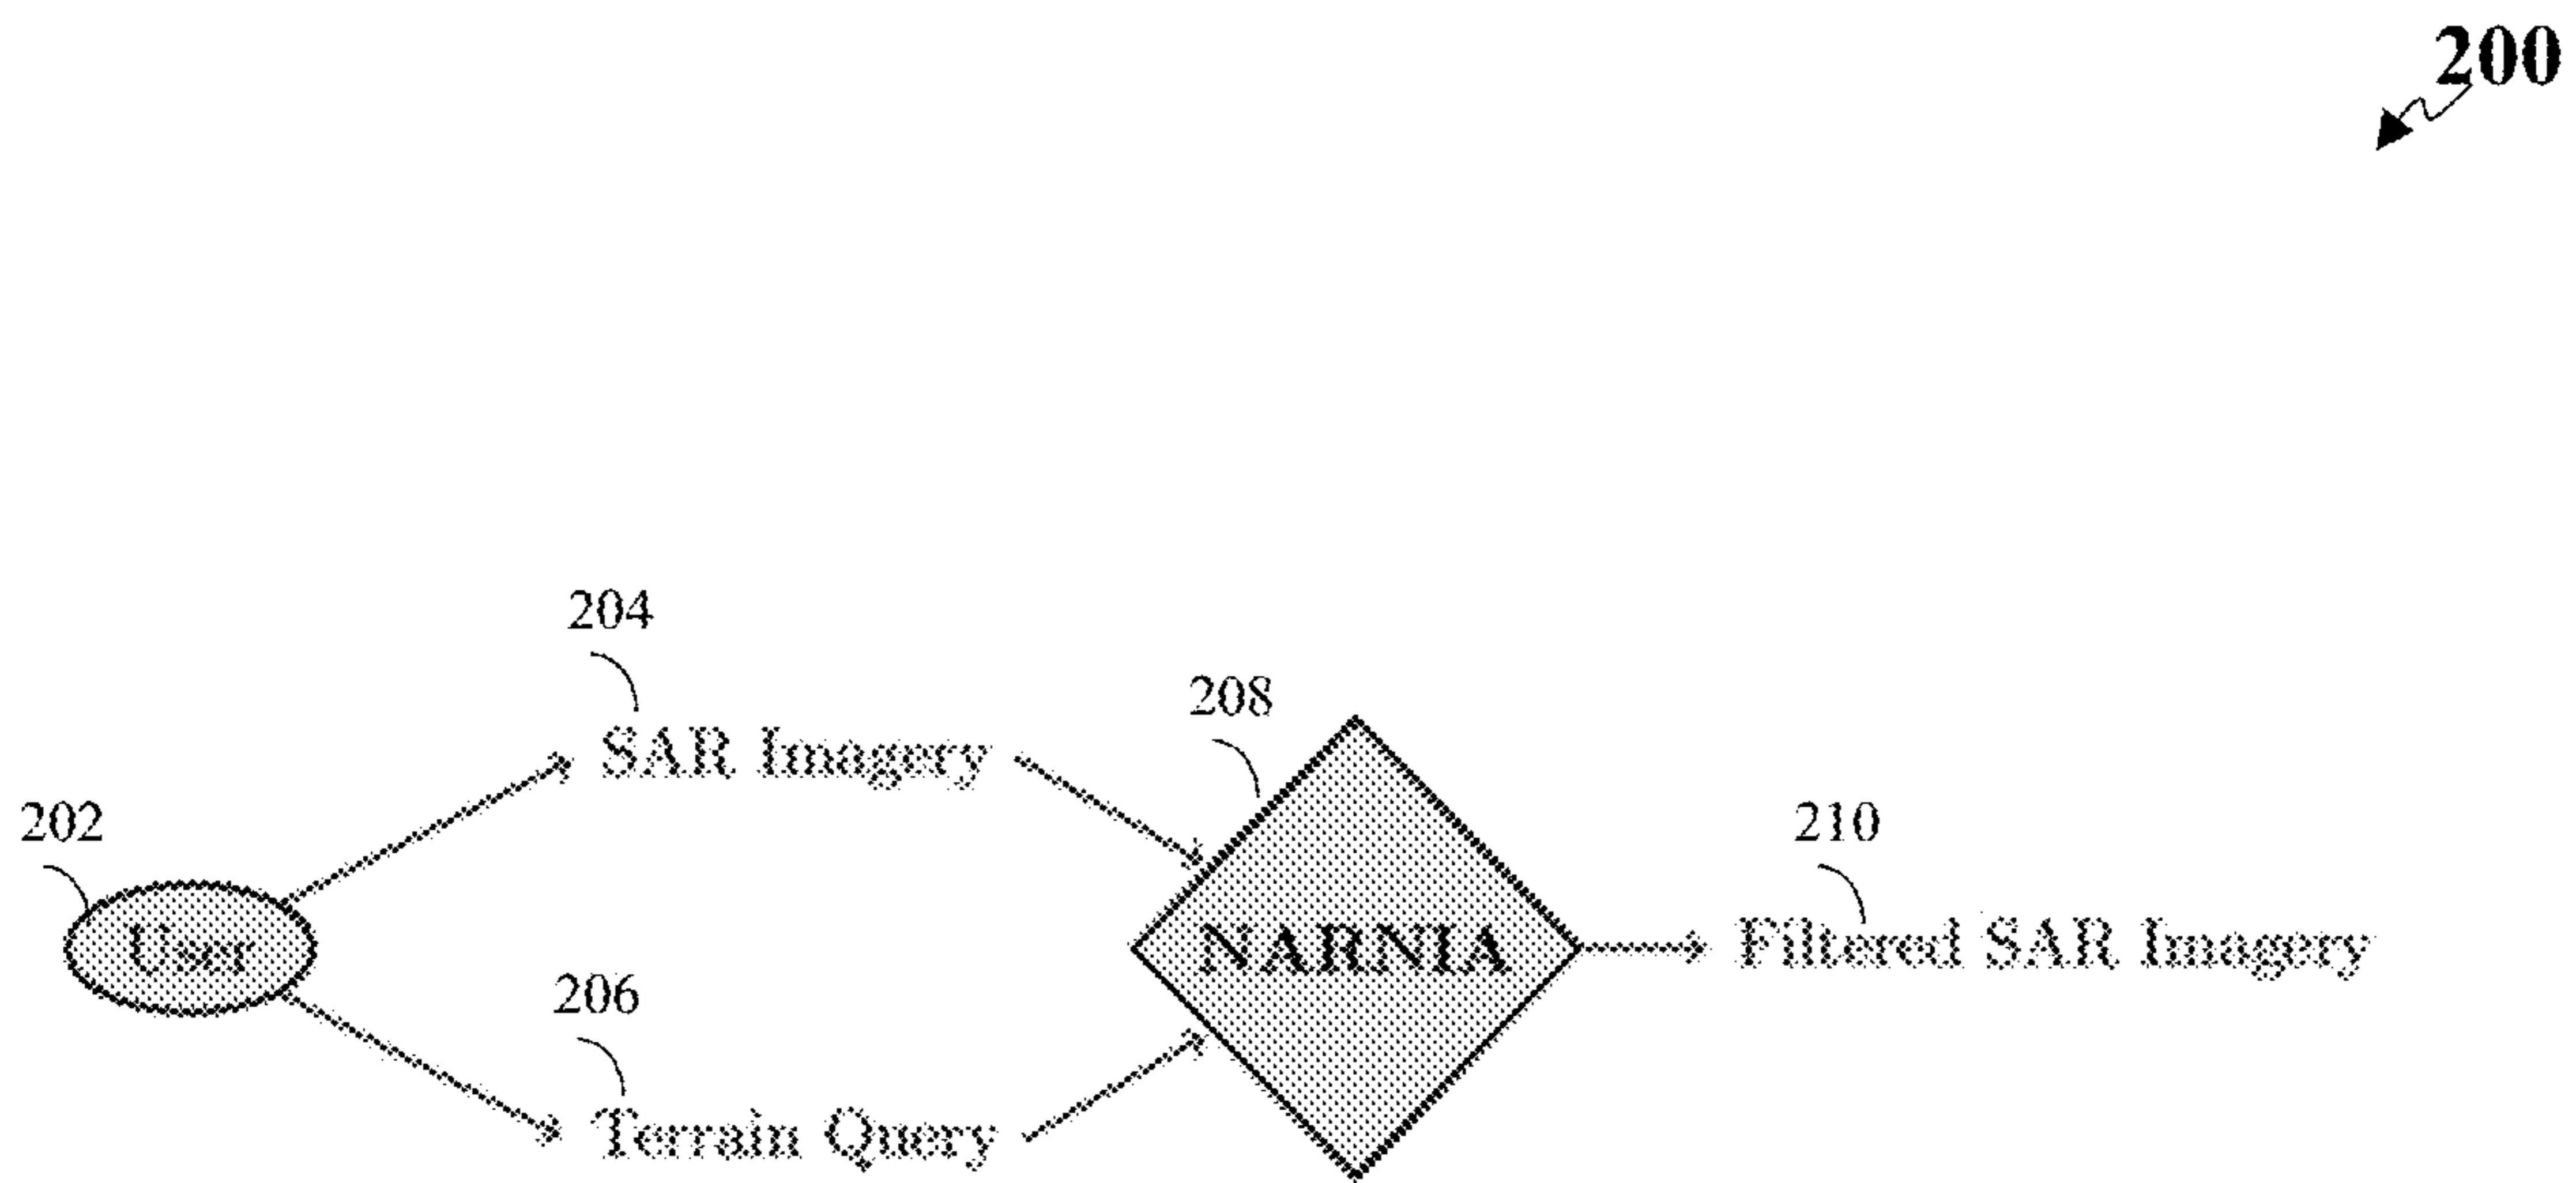 200
204
SAR Imagery
208
202
User
NARNIA
210
Filtered SAR Imagery
206
Terrain Query